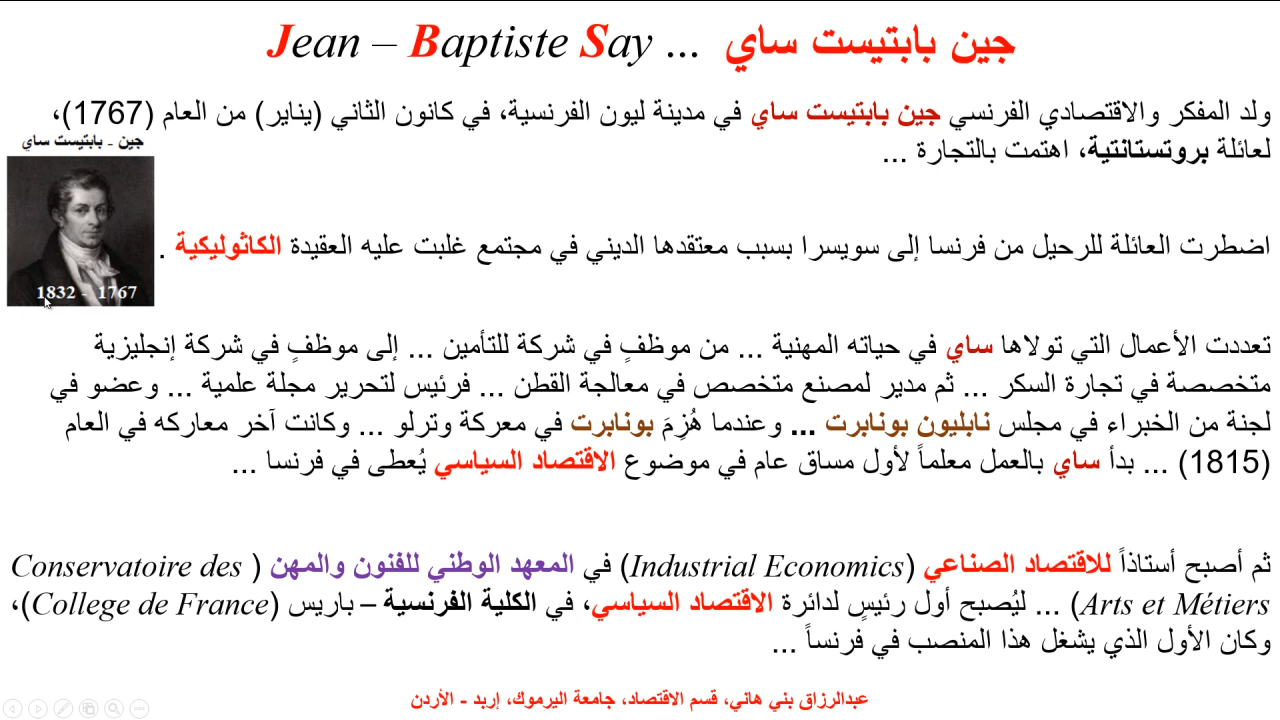 جين بابتيست ساي ... Jean – Baptiste Say
ولد المفكر والاقتصادي الفرنسي جين بابتيست ساي في مدينة ليون الفرنسية، في كانون الثاني (يناير) من العام (1767)،
لعائلة بروتستانتية، اهتمت بالتجارة ...
جين - بابتيست ساي
1767 - 1832
اضطرت العائلة للرحيل من فرنسا إلى سويسرا بسبب معتقدها الديني في مجتمع غلبت عليه العقيدة الكاثوليكية .
تعددت الأعمال التي تولاها ساي في حياته المهنية ... من موظفٍ في شركة للتأمين ... إلى موظفٍ في شركة إنجليزية
متخصصة في تجارة السكر ... ثم مدير لمصنع متخصص في معالجة القطن ... فرئيس لتحرير مجلة علمية ... وعضو في
لجنة من الخبراء في مجلس نابليون بونابرت ... وعندما هُزِمَ بونابرت في معركة وترلو ... وكانت آخر معاركه في العام
(1815) ... بدأ ساي بالعمل معلماً لأول مساق عام في موضوع الاقتصاد السياسي يُعطى في فرنسا ...
ثم أصبح أستاذاً للاقتصاد الصناعي (Industrial Economics) في المعهد الوطني للفنون والمهن (Conservatoire des
Arts et Métiers) ... ليُصبح أول رئيسٍ لدائرة الاقتصاد السياسي، في الكلية الفرنسية – باريس (College de France)،
وكان الأول الذي يشغل هذا المنصب في فرنساً ...
عبدالرزاق بني هاني، قسم الاقتصاد، جامعة اليرموك، إربد - الأردن